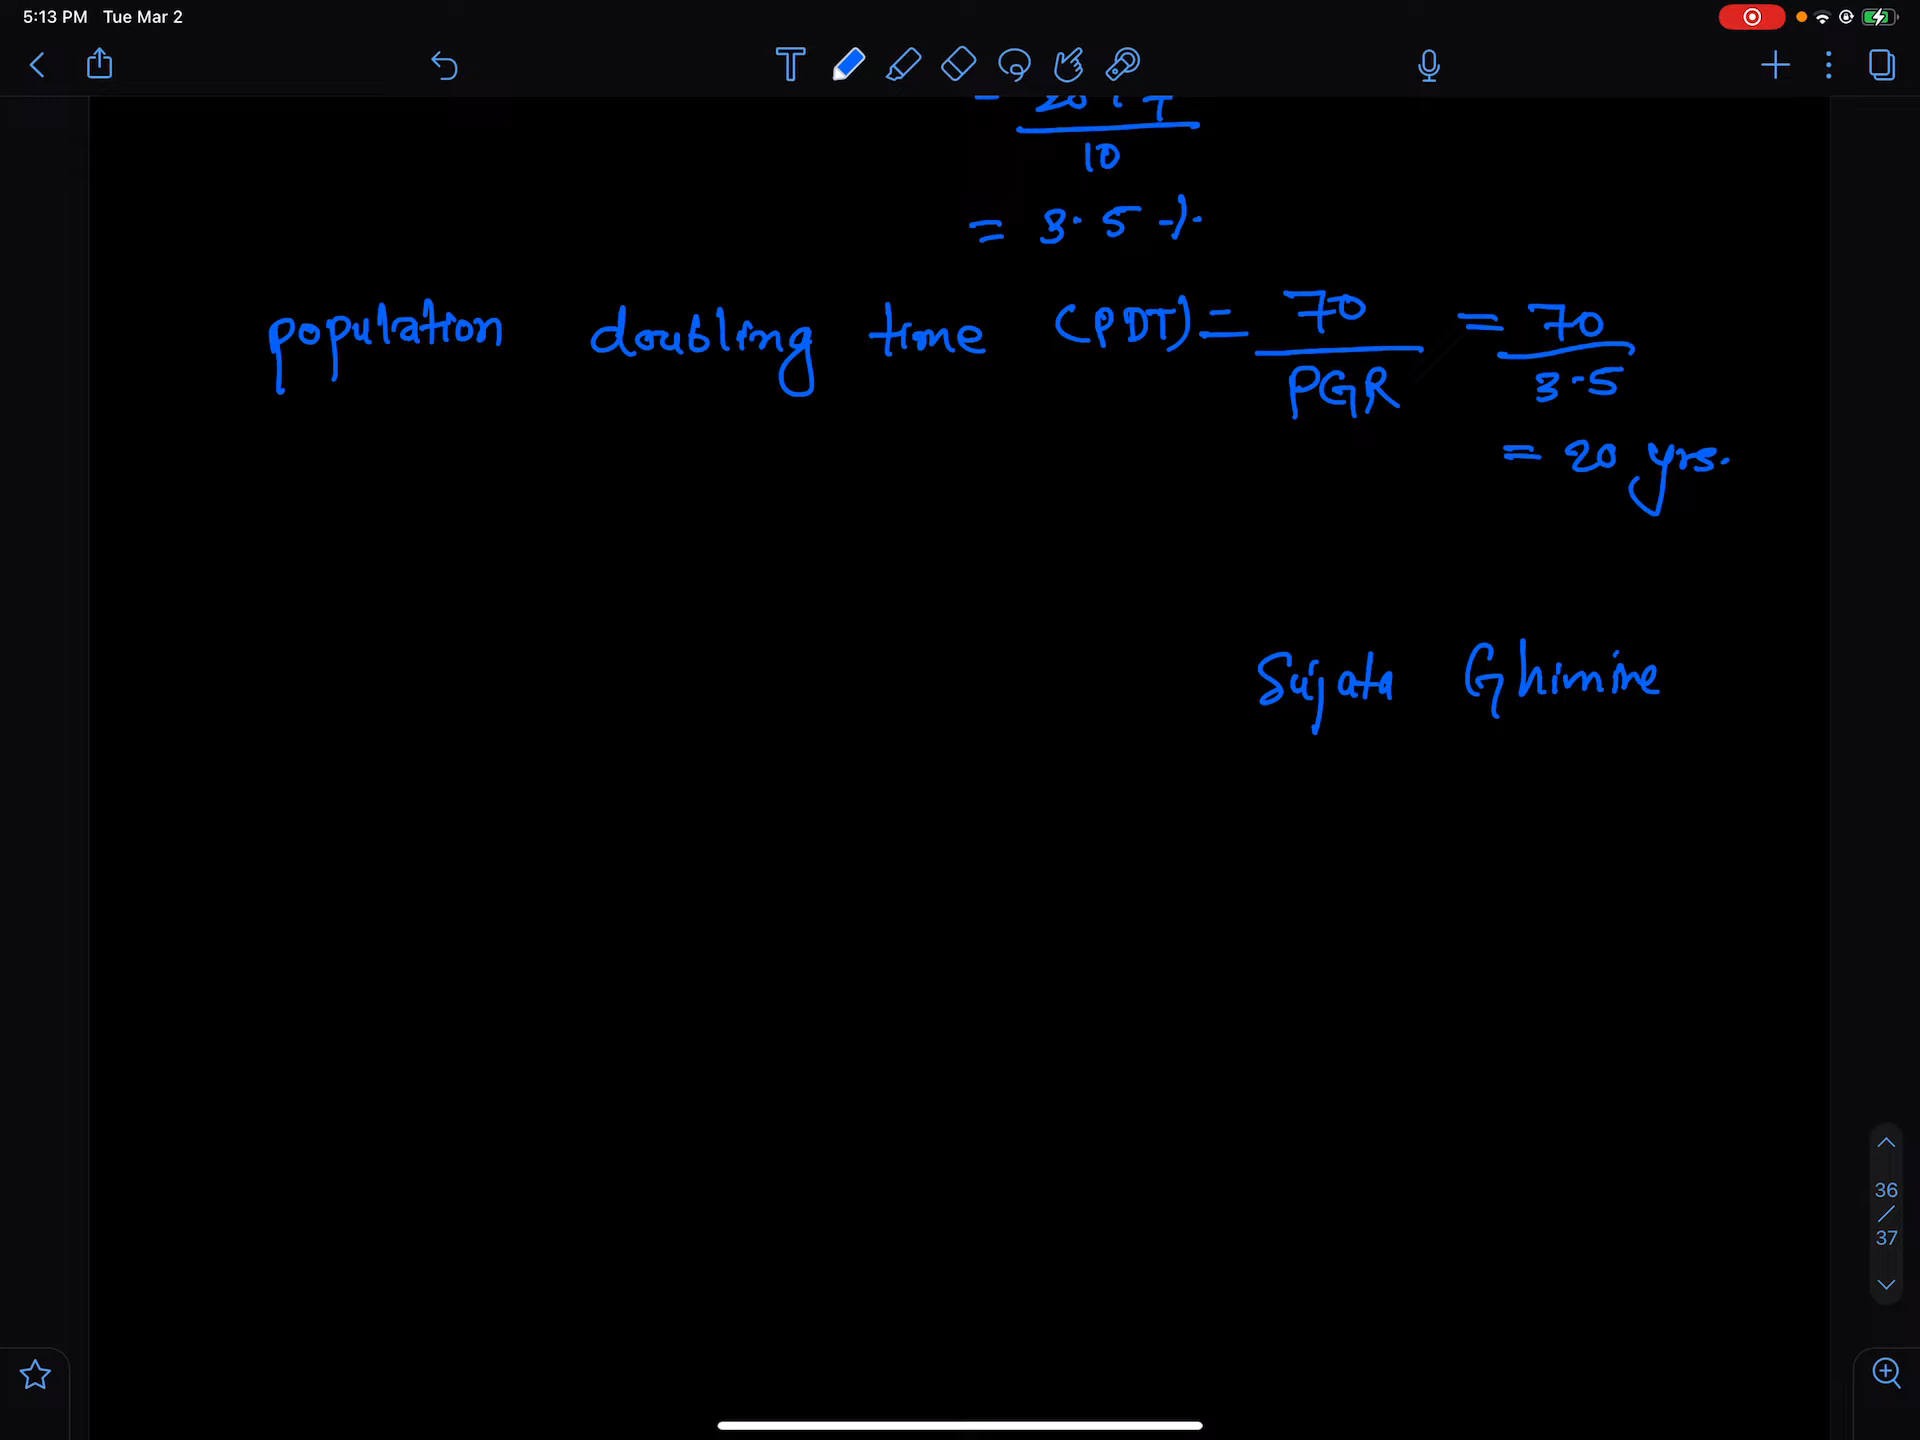 5:13 PM Tue Mar 2
10
= 3.5 %
population doubling time (PDT) = 70 / PGR = 70 / 3.5
= 20 yrs.
Sujata Ghimire
36
/
37